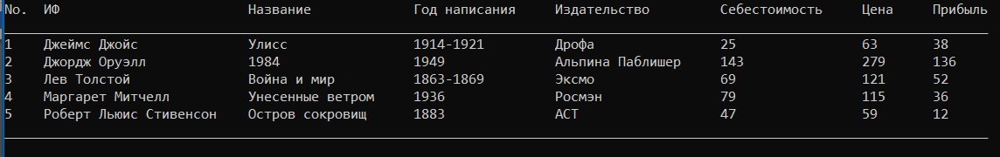 No. ИФ Название Год написания Издательство Себестоимость Цена Прибыль
1 Джеймс Джойс Улисс 1914-1921 Дрофа 25 63 38
2 Джордж Оруэлл 1984 1949 Альпина Паблишер 143 279 136
3 Лев Толстой Война и мир 1863-1869 Эксмо 69 121 52
4 Маргарет Митчелл Унесенные ветром 1936 Росмэн 79 115 36
5 Роберт Льюис Стивенсон Остров сокровищ 1883 АСТ 47 59 12